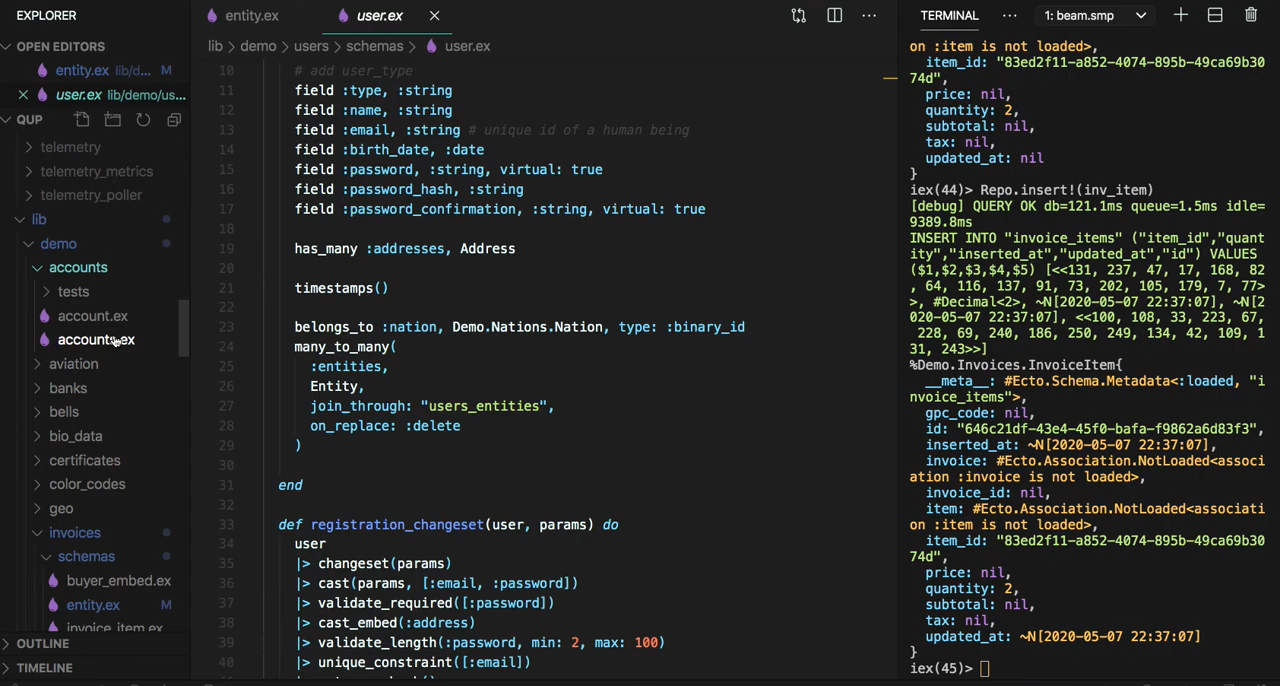 EXPLORER
OPEN EDITORS
entity.ex lib/d... M
user.ex lib/demo/us...
QUP
telemetry
telemetry_metrics
telemetry_poller
lib
demo
accounts
tests
account.ex
accounts.ex
aviation
banks
bells
bio_data
certificates
color_codes
geo
invoices
schemas
buyer_embed.ex
entity.ex M
invoice_item.ex
OUTLINE
TIMELINE
entity.ex
user.ex
lib > demo > users > schemas > user.ex
10 # add user_type
11 field :type, :string
12 field :name, :string
13 field :email, :string # unique id of a human being
14 field :birth_date, :date
15 field :password, :string, virtual: true
16 field :password_hash, :string
17 field :password_confirmation, :string, virtual: true
18
19 has_many :addresses, Address
20
21 timestamps()
22
23 belongs_to :nation, Demo.Nations.Nation, type: :binary_id
24 many_to_many(
25 :entities,
26 Entity,
27 join_through: "users_entities",
28 on_replace: :delete
29 )
30
31 end
32
33 def registration_changeset(user, params) do
34 user
35 |> changeset(params)
36 |> cast(params, [:email, :password])
37 |> validate_required([:password])
38 |> cast_embed(:address)
39 |> validate_length(:password, min: 2, max: 100)
40 |> unique_constraint([:email])
TERMINAL
1: beam.smp
on :item is not loaded>,
item_id: "83ed2f11-a852-4074-895b-49ca69b30
74d",
price: nil,
quantity: 2,
subtotal: nil,
tax: nil,
updated_at: nil
}
iex(44)> Repo.insert!(inv_item)
[debug] QUERY OK db=121.1ms queue=1.5ms idle=
9389.8ms
INSERT INTO "invoice_items" ("item_id","quant
ity","inserted_at","updated_at","id") VALUES
($1,$2,$3,$4,$5) [<<131, 237, 47, 17, 168, 82
, 64, 116, 137, 91, 73, 202, 105, 179, 7, 77>
>, #Decimal<2>, ~N[2020-05-07 22:37:07], ~N[2
020-05-07 22:37:07], <<100, 108, 33, 223, 67,
228, 69, 240, 186, 250, 249, 134, 42, 109, 1
31, 243>>]
%Demo.Invoices.InvoiceItem{
__meta__: #Ecto.Schema.Metadata<:loaded, "i
nvoice_items">,
gpc_code: nil,
id: "646c21df-43e4-45f0-bafa-f9862a6d83f3",
inserted_at: ~N[2020-05-07 22:37:07],
invoice: #Ecto.Association.NotLoaded<associ
ation :invoice is not loaded>,
invoice_id: nil,
item: #Ecto.Association.NotLoaded<associati
on :item is not loaded>,
item_id: "83ed2f11-a852-4074-895b-49ca69b30
74d",
price: nil,
quantity: 2,
subtotal: nil,
tax: nil,
updated_at: ~N[2020-05-07 22:37:07]
}
iex(45)>